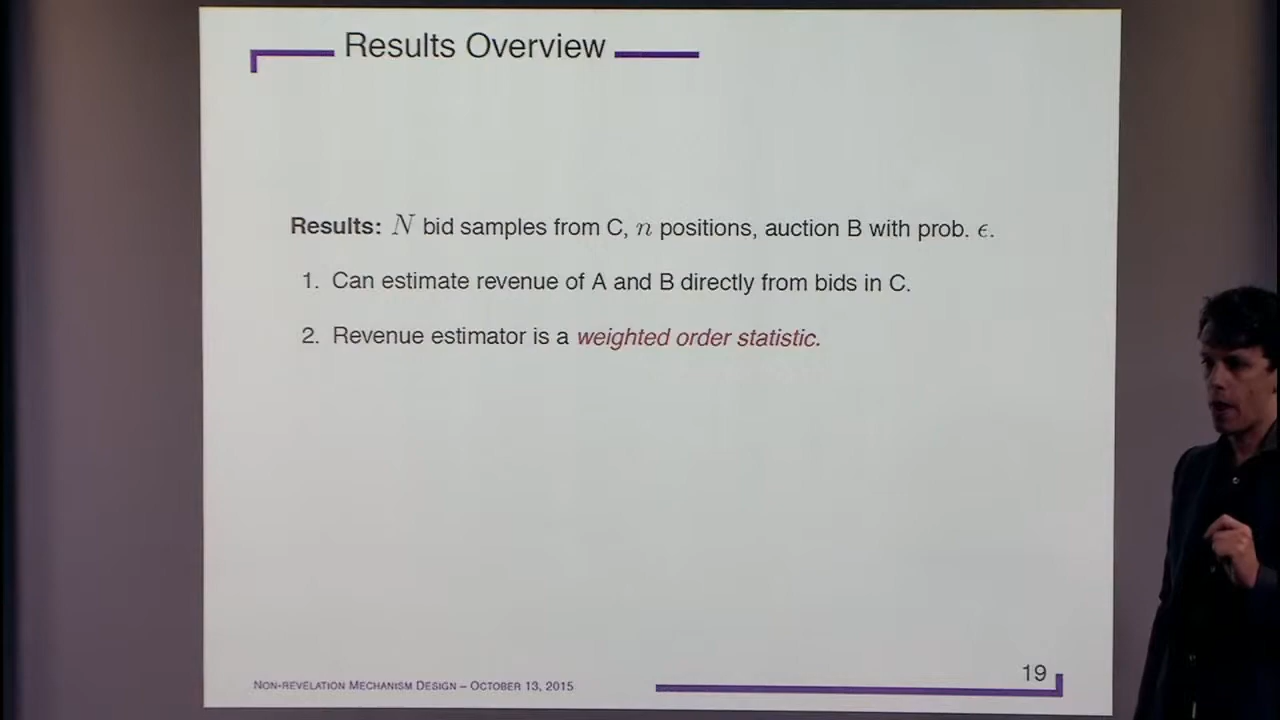 Results Overview
Results: N bid samples from C, n positions, auction B with prob. ϵ.
1. Can estimate revenue of A and B directly from bids in C.
2. Revenue estimator is a weighted order statistic.
NON-REVELATION MECHANISM DESIGN – OCTOBER 13, 2015
19